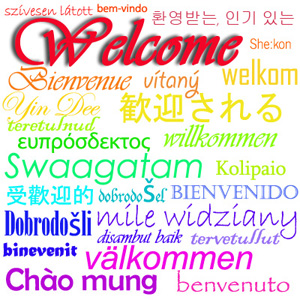 szívesen látott bem-vindo 환영받는, 인기 있는
Welcome She:kon
Bienvenue vítaný welkom
Yin Dee 歓迎される
teretulnud
ευπρόσδεκτος willkommen
Swaagatam Kolipaio
受歡迎的 dobrodošel BIENVENIDO
Dobrodošli mile widziany
disambut baik tervetullut
binevenit välkommen
Chào mung benvenuto